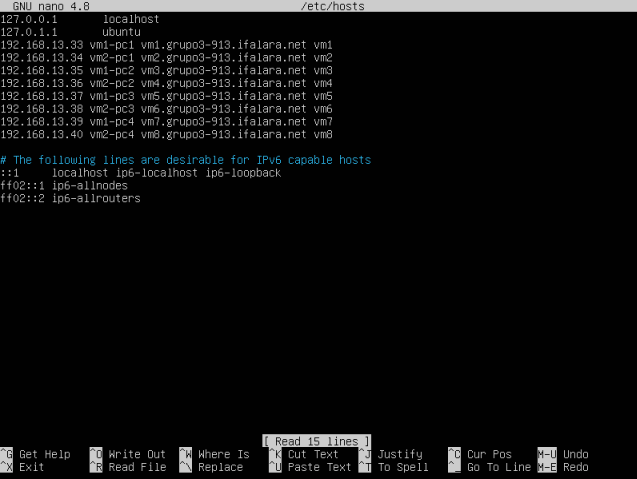 GNU nano 4.8 /etc/hosts
127.0.0.1 localhost
127.0.1.1 ubuntu
192.168.13.33 vm1-pc1 vm1.grupo3-913.ifalara.net vm1
192.168.13.34 vm2-pc1 vm2.grupo3-913.ifalara.net vm2
192.168.13.35 vm1-pc2 vm3.grupo3-913.ifalara.net vm3
192.168.13.36 vm2-pc2 vm4.grupo3-913.ifalara.net vm4
192.168.13.37 vm1-pc3 vm5.grupo3-913.ifalara.net vm5
192.168.13.38 vm2-pc3 vm6.grupo3-913.ifalara.net vm6
192.168.13.39 vm1-pc4 vm7.grupo3-913.ifalara.net vm7
192.168.13.40 vm2-pc4 vm8.grupo3-913.ifalara.net vm8
# The following lines are desirable for IPv6 capable hosts
::1 localhost ip6-localhost ip6-loopback
ff02::1 ip6-allnodes
ff02::2 ip6-allrouters
[ Read 15 lines ]
^G Get Help ^O Write Out ^W Where Is ^K Cut Text ^J Justify ^C Cur Pos M-U Undo
^X Exit ^R Read File ^\ Replace ^U Paste Text ^T To Spell ^_ Go To Line M-E Redo